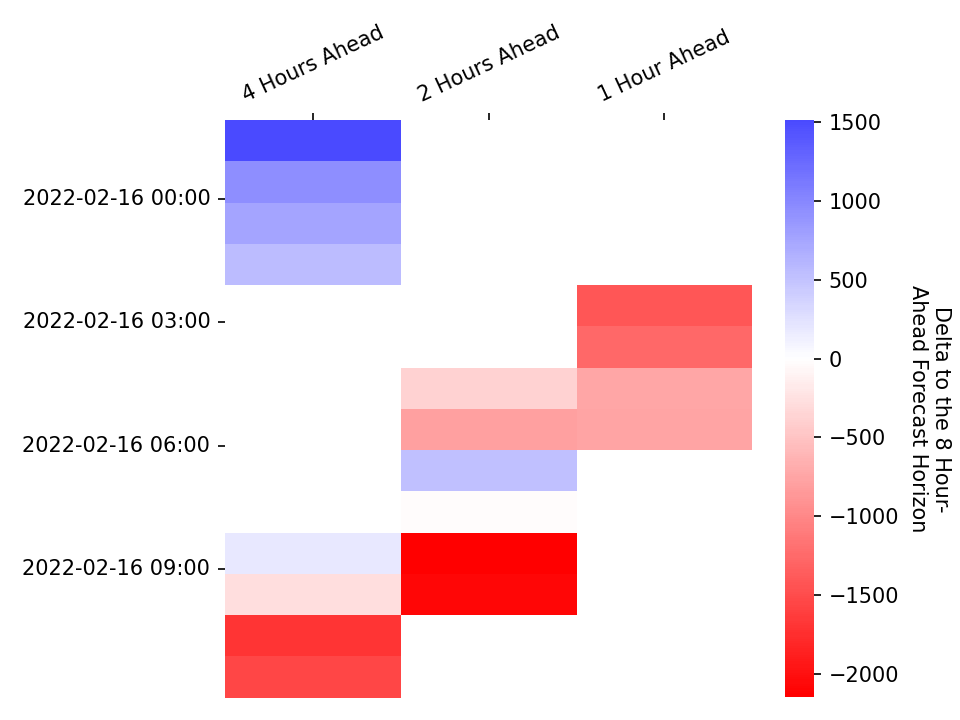 4 Hours Ahead
2 Hours Ahead
1 Hour Ahead
2022-02-16 00:00
2022-02-16 03:00
2022-02-16 06:00
2022-02-16 09:00
1500
1000
500
0
−500
−1000
−1500
−2000
Delta to the 8 Hour-
Ahead Forecast Horizon